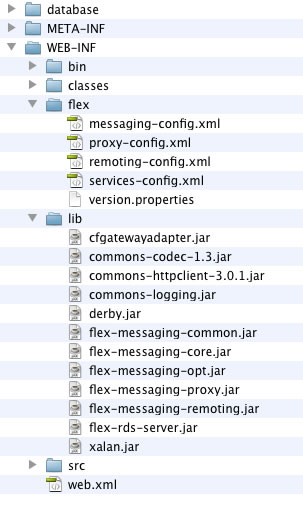 database
META-INF
WEB-INF
bin
classes
flex
messaging-config.xml
proxy-config.xml
remoting-config.xml
services-config.xml
version.properties
lib
cfgatewayadapter.jar
commons-codec-1.3.jar
commons-httpclient-3.0.1.jar
commons-logging.jar
derby.jar
flex-messaging-common.jar
flex-messaging-core.jar
flex-messaging-opt.jar
flex-messaging-proxy.jar
flex-messaging-remoting.jar
flex-rds-server.jar
xalan.jar
src
web.xml